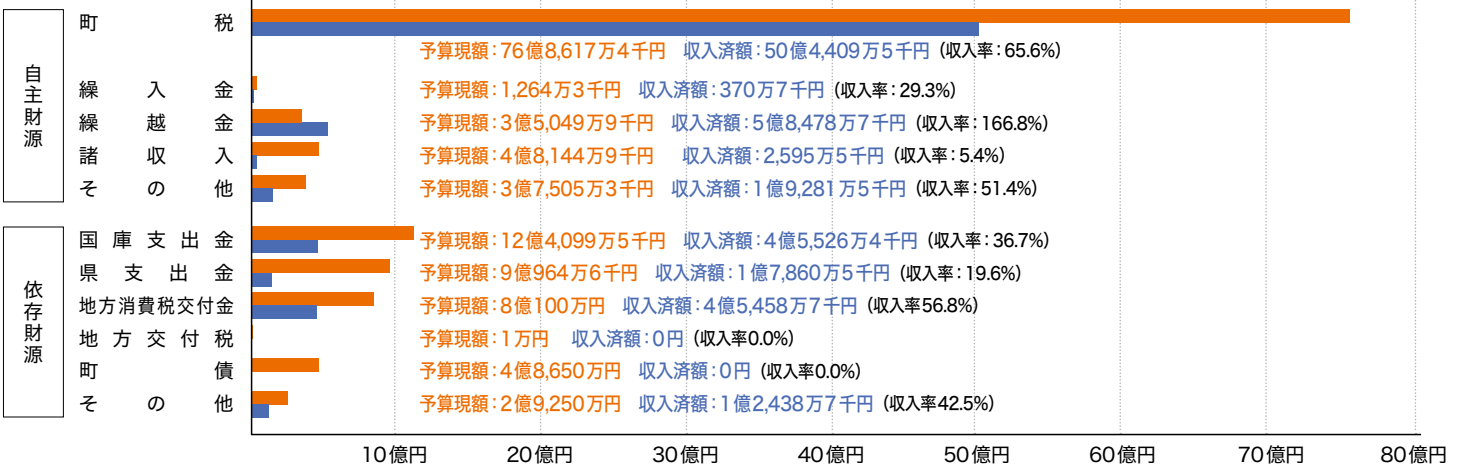 自主財源
町税
予算現額：76億8,617万4千円 収入済額：50億4,409万5千円（収入率：65.6%）
繰入金 予算現額：1,264万3千円 収入済額：370万7千円（収入率：29.3%）
繰越金 予算現額：3億5,049万9千円 収入済額：5億8,478万7千円（収入率：166.8%）
諸収入 予算現額：4億8,144万9千円 収入済額：2,595万5千円（収入率：5.4%）
その他 予算現額：3億7,505万3千円 収入済額：1億9,281万5千円（収入率：51.4%）
依存財源
国庫支出金 予算現額：12億4,099万5千円 収入済額：4億5,526万4千円（収入率：36.7%）
県支出金 予算現額：9億964万6千円 収入済額：1億7,860万5千円（収入率：19.6%）
地方消費税交付金 予算現額：8億100万円 収入済額：4億5,458万7千円（収入率56.8%）
地方交付税 予算現額：1万円 収入済額：0円（収入率0.0%）
町債 予算現額：4億8,650万円 収入済額：0円（収入率0.0%）
その他 予算現額：2億9,250万円 収入済額：1億2,438万7千円（収入率42.5%）
10億円 20億円 30億円 40億円 50億円 60億円 70億円 80億円